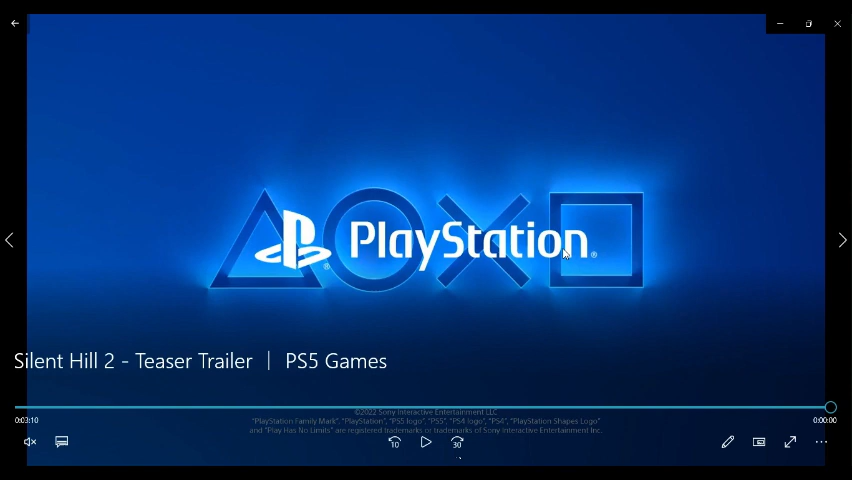 PlayStation®
®
Silent Hill 2 - Teaser Trailer | PS5 Games
©2022 Sony Interactive Entertainment LLC
"PlayStation Family Mark", "PlayStation", "PS5 logo", "PS5", "PS4 logo", "PS4", "PlayStation Shapes Logo"
and "Play Has No Limits" are registered trademarks or trademarks of Sony Interactive Entertainment Inc.
0:03:10
0:00:00
10
30